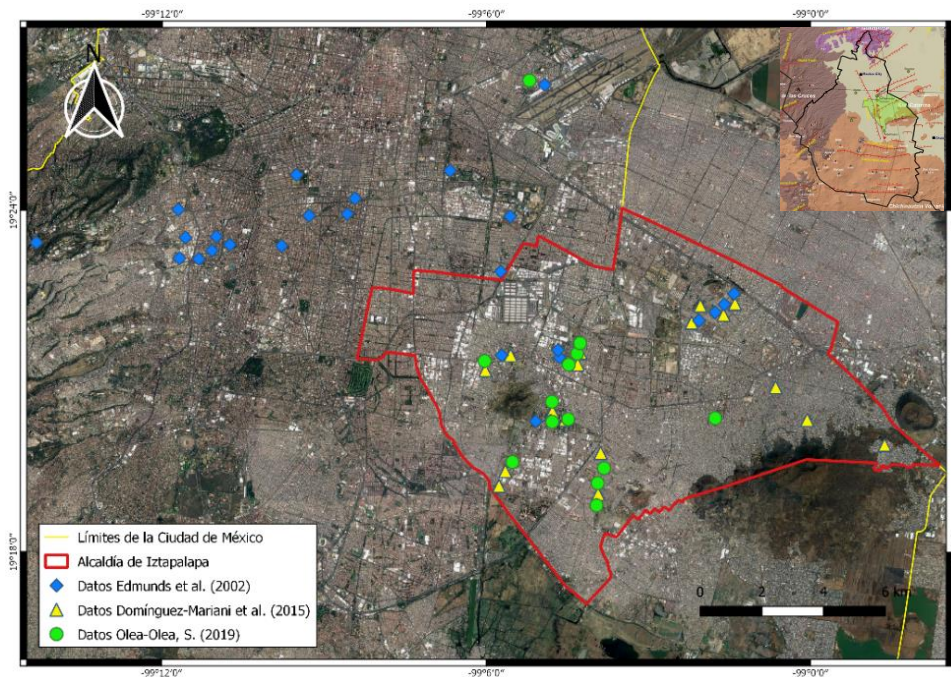 -99°12'0"
-99°6'0"
-99°0'0"
N
19°24'0"
19°18'0"
Límites de la Ciudad de México
Alcaldía de Iztapalapa
Datos Edmunds et al. (2002)
Datos Domínguez-Mariani et al. (2015)
Datos Olea-Olea, S. (2019)
0
6 km
-99°12'0"
-99°6'0"
-99°0'0"